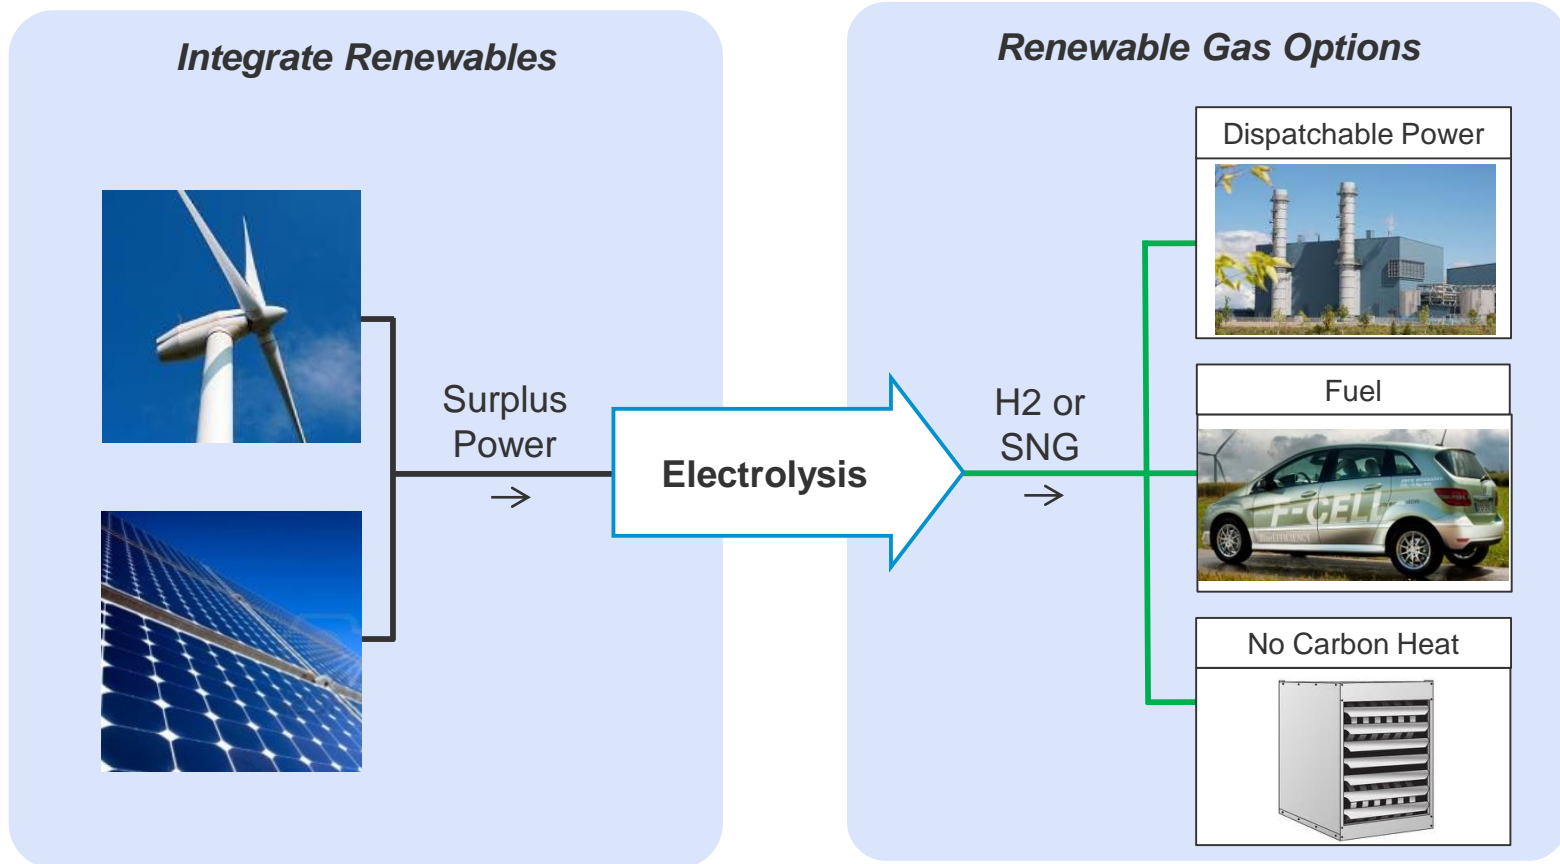 Integrate Renewables
Surplus
Power
Electrolysis
Renewable Gas Options
H2 or
SNG
Dispatchable Power
Fuel
F-CELL
No Carbon Heat